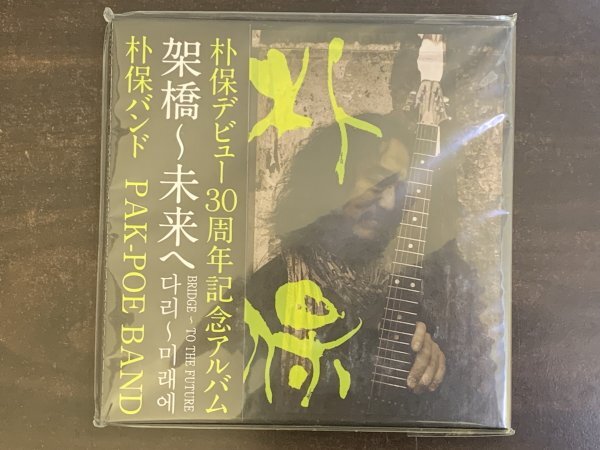 朴保デビュー30周年記念アルバム
架橋～未来へ
BRIDGE～TO THE FUTURE
다리～미래에
朴保バンド PAK-POE BAND
朴保